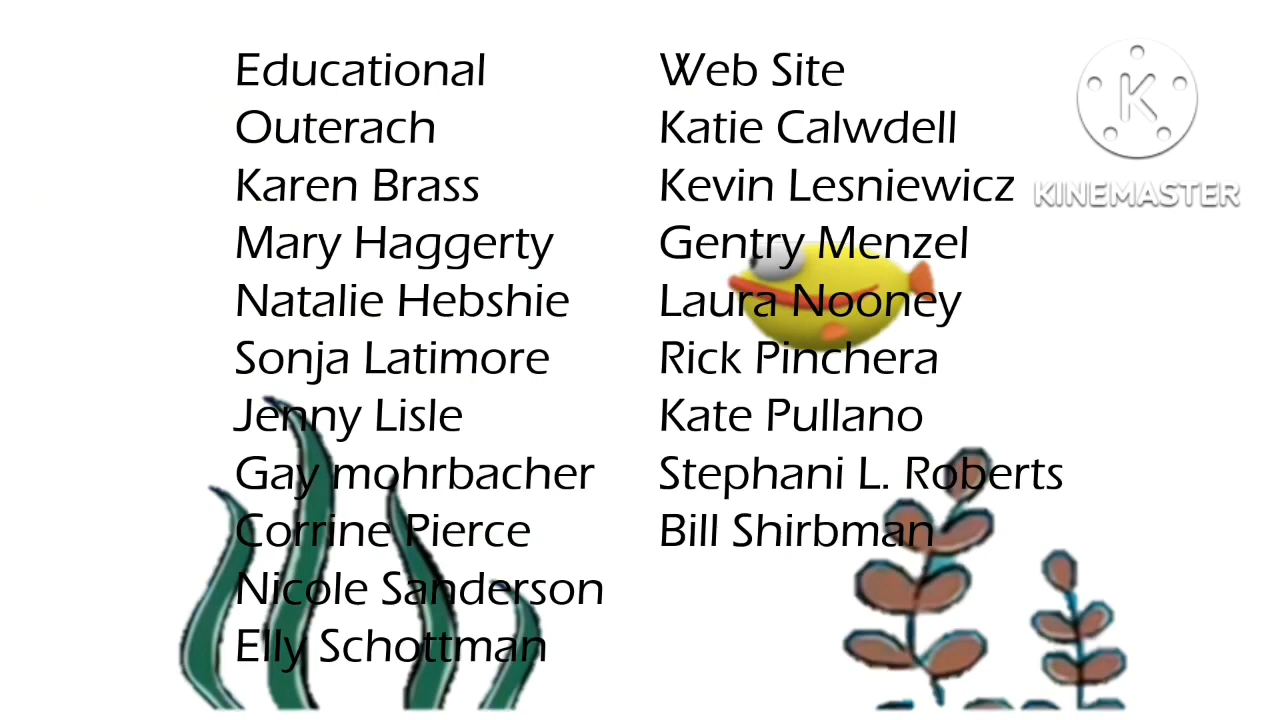 Educational
Outerach
Karen Brass
Mary Haggerty
Natalie Hebshie
Sonja Latimore
Jenny Lisle
Gay mohrbacher
Corrine Pierce
Nicole Sanderson
Elly Schottman
Web Site
Katie Calwdell
Kevin Lesniewicz
Gentry Menzel
Laura Nooney
Rick Pinchera
Kate Pullano
Stephani L. Roberts
Bill Shirbman
K
KINEMASTER